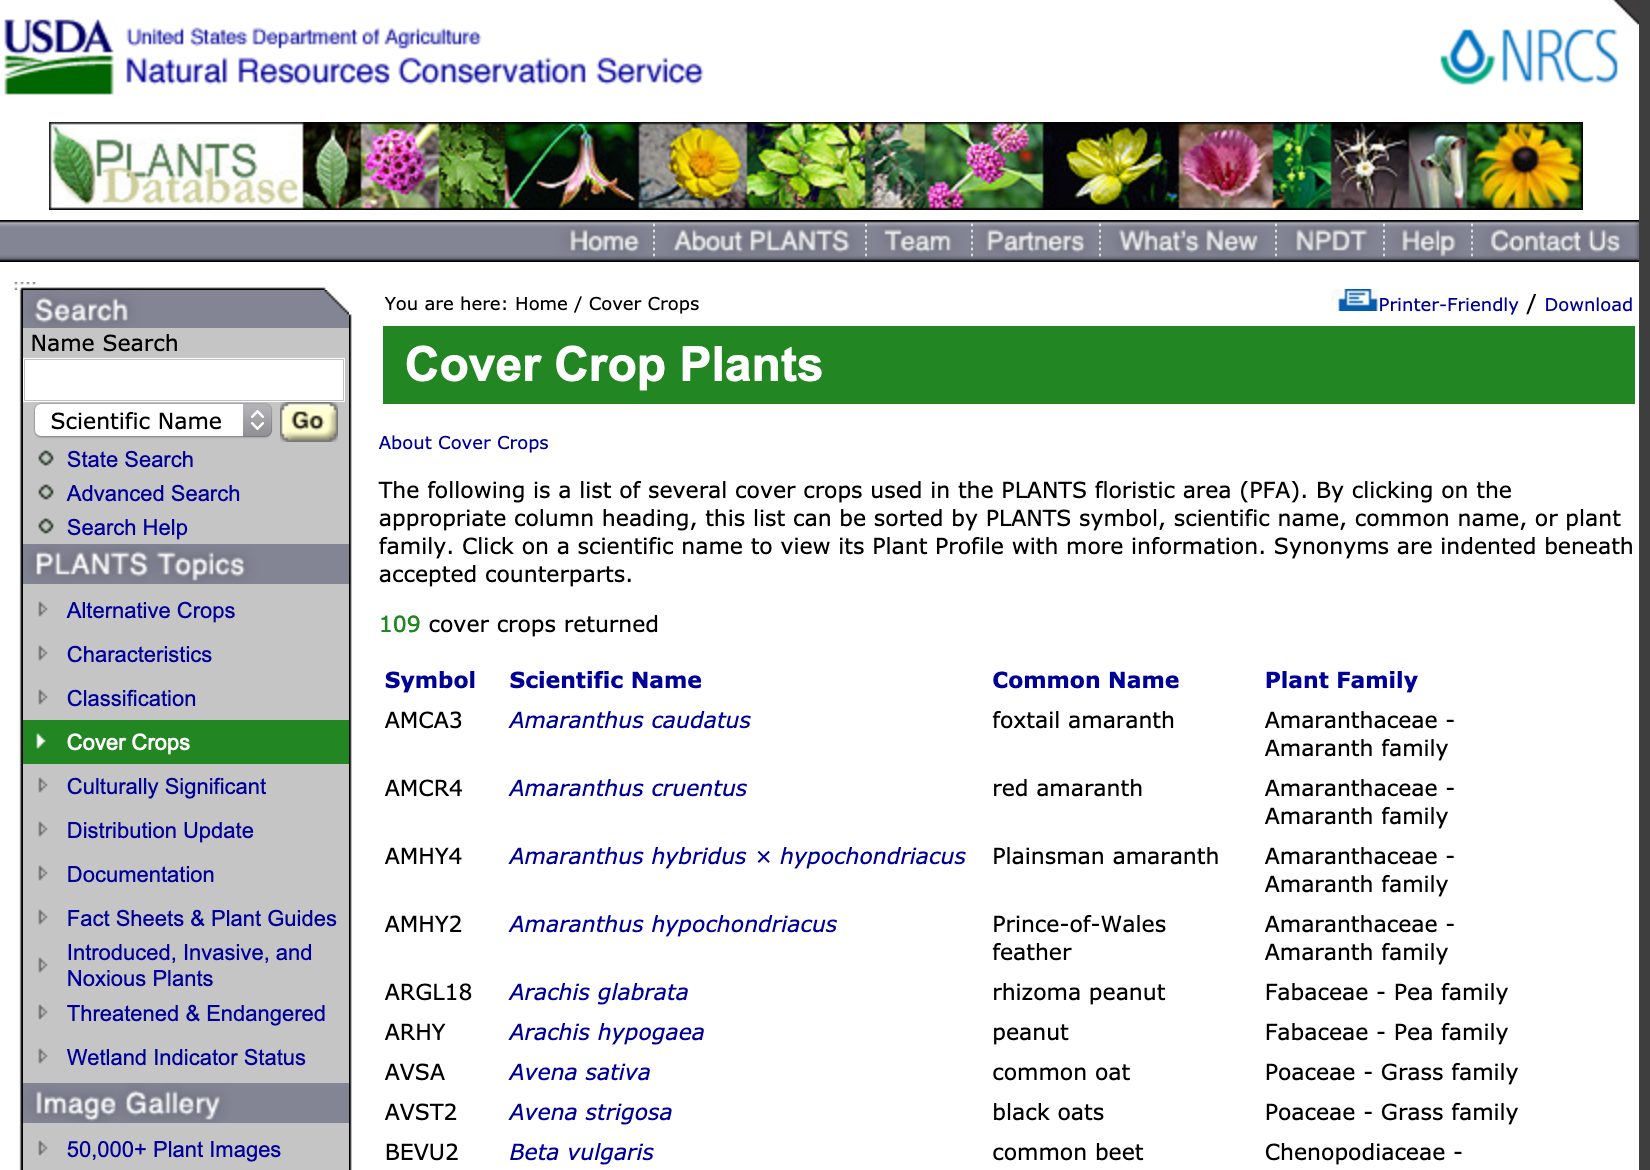 USDA
United States Department of Agriculture
Natural Resources Conservation Service
NRCS
PLANTS
Database
Home About PLANTS Team Partners What's New NPDT Help Contact Us
Search
Name Search
Scientific Name Go
State Search
Advanced Search
Search Help
PLANTS Topics
Alternative Crops
Characteristics
Classification
Cover Crops
Culturally Significant
Distribution Update
Documentation
Fact Sheets & Plant Guides
Introduced, Invasive, and
Noxious Plants
Threatened & Endangered
Wetland Indicator Status
Image Gallery
50,000+ Plant Images
You are here: Home / Cover Crops
Printer-Friendly / Download
Cover Crop Plants
About Cover Crops
The following is a list of several cover crops used in the PLANTS floristic area (PFA). By clicking on the
appropriate column heading, this list can be sorted by PLANTS symbol, scientific name, common name, or plant
family. Click on a scientific name to view its Plant Profile with more information. Synonyms are indented beneath
accepted counterparts.
109 cover crops returned
Symbol Scientific Name Common Name Plant Family
AMCA3 Amaranthus caudatus foxtail amaranth Amaranthaceae -
Amaranth family
AMCR4 Amaranthus cruentus red amaranth Amaranthaceae -
Amaranth family
AMHY4 Amaranthus hybridus × hypochondriacus Plainsman amaranth Amaranthaceae -
Amaranth family
AMHY2 Amaranthus hypochondriacus Prince-of-Wales Amaranthaceae -
feather Amaranth family
ARGL18 Arachis glabrata rhizoma peanut Fabaceae - Pea family
ARHY Arachis hypogaea peanut Fabaceae - Pea family
AVSA Avena sativa common oat Poaceae - Grass family
AVST2 Avena strigosa black oats Poaceae - Grass family
BEVU2 Beta vulgaris common beet Chenopodiaceae -